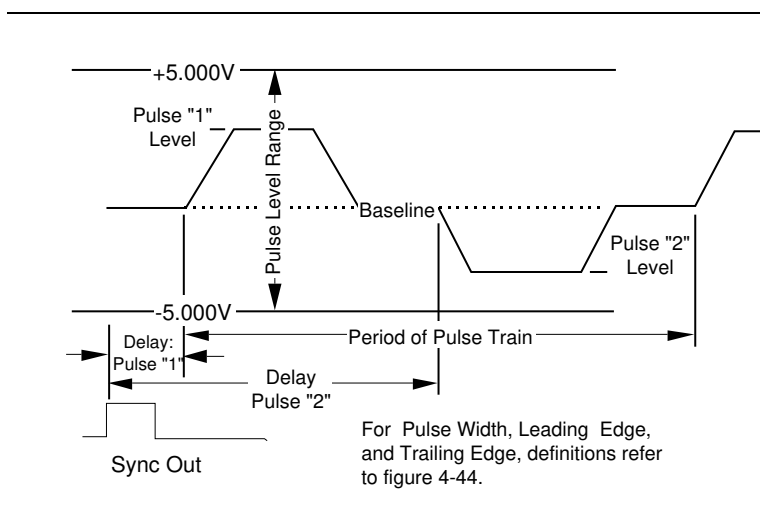 +5.000V
Pulse "1"
Level
Pulse Level Range
Baseline
Pulse "2"
Level
-5.000V
Period of Pulse Train
Delay:
Pulse "1"
Delay
Pulse "2"
Sync Out
For Pulse Width, Leading Edge,
and Trailing Edge, definitions refer
to figure 4-44.